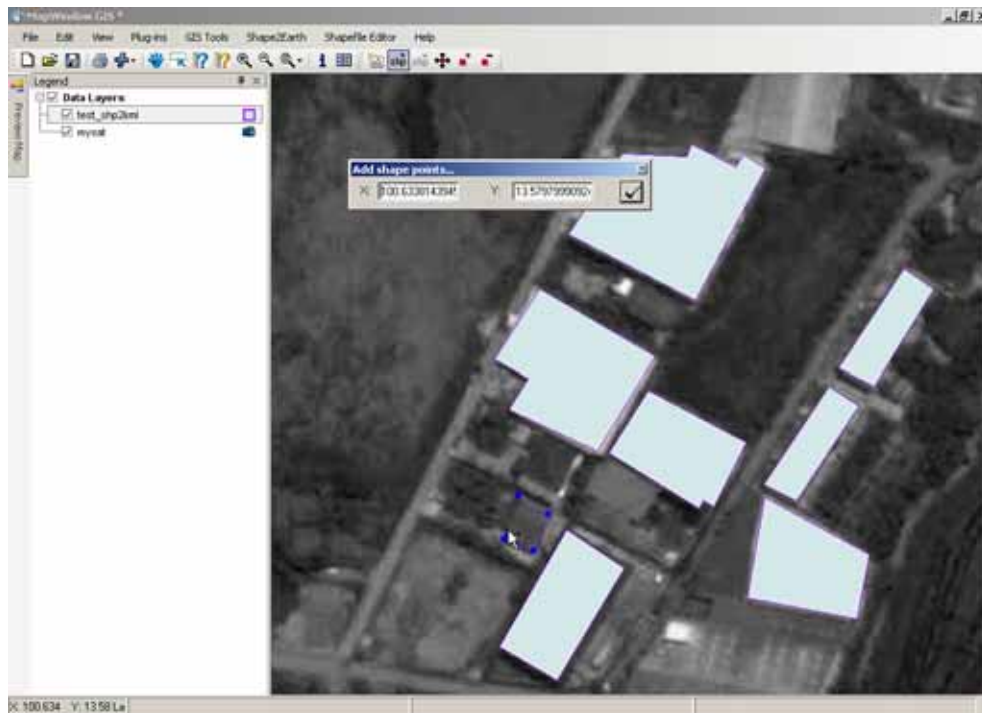 MapWindow GIS *
File Edit View Plug-ins GIS Tools Shape2Earth Shapefile Editor Help
Legend
Data Layers
test_shp2kml
mysat
Preview Map
Add shape points...
X: Y:
X: 100.634 Y: 13.58 La